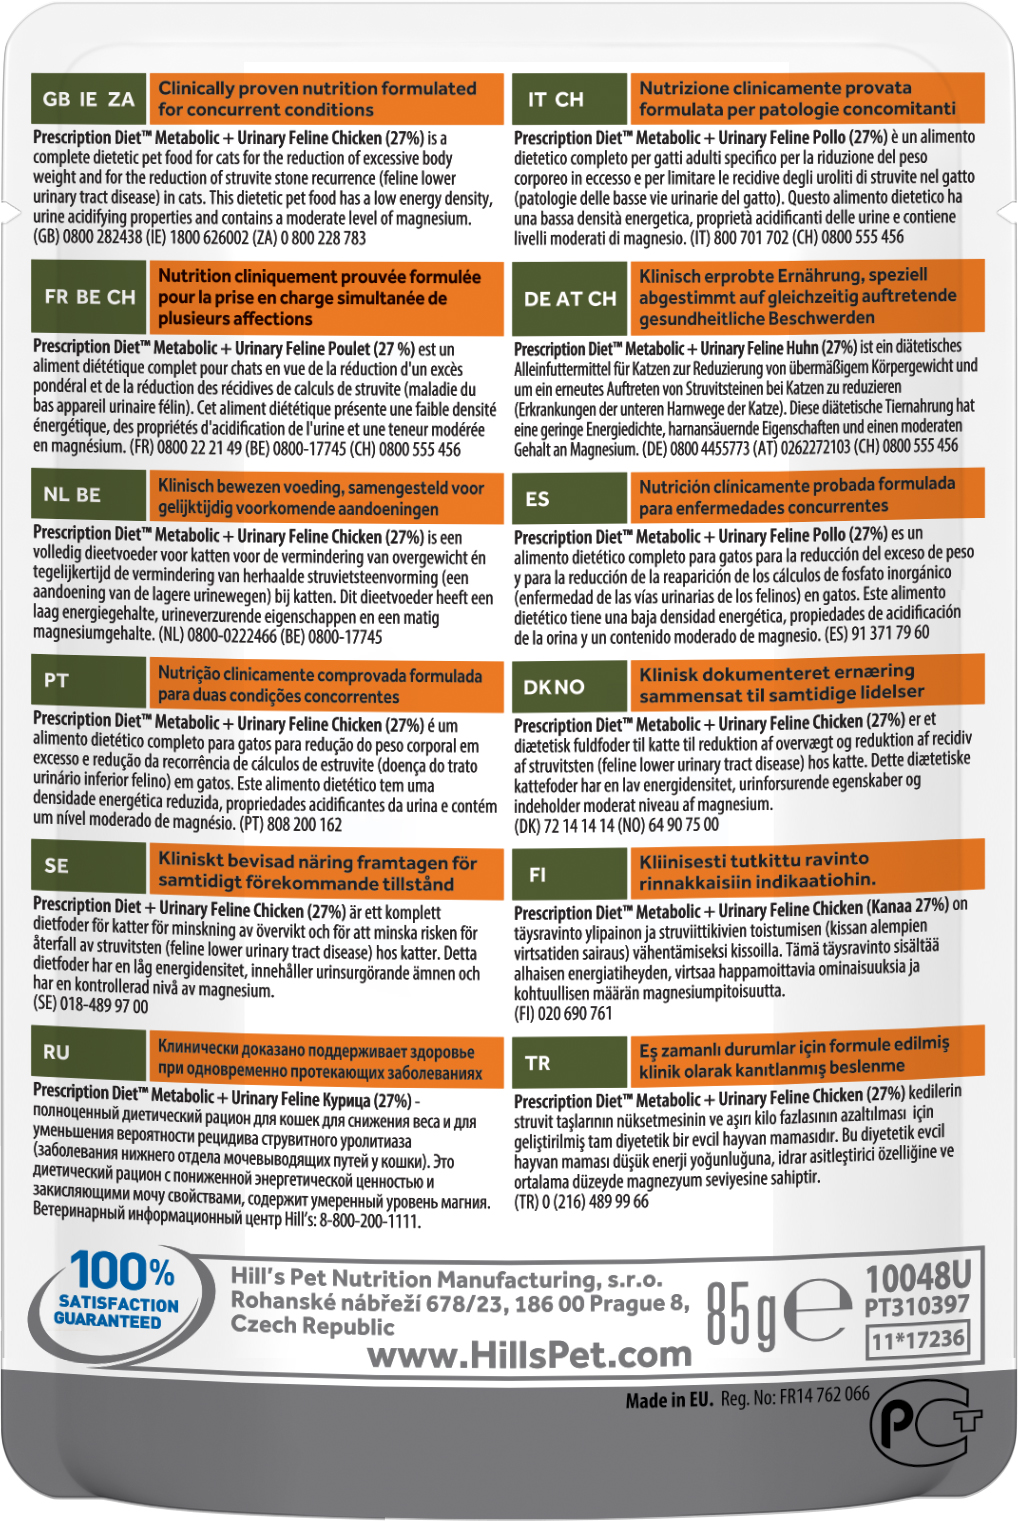 GB IE ZA
Clinically proven nutrition formulated
for concurrent conditions
Prescription Diet™ Metabolic + Urinary Feline Chicken (27%) is a
complete dietetic pet food for cats for the reduction of excessive body
weight and for the reduction of struvite stone recurrence (feline lower
urinary tract disease) in cats. This dietetic pet food has a low energy density,
urine acidifying properties and contains a moderate level of magnesium.
(GB) 0800 282438 (IE) 1800 626002 (ZA) 0 800 228 783
IT CH
Nutrizione clinicamente provata
formulata per patologie concomitanti
Prescription Diet™ Metabolic + Urinary Feline Pollo (27%) è un alimento
dietetico completo per gatti adulti specifico per la riduzione del peso
corporeo in eccesso e per limitare le recidive degli uroliti di struvite nel gatto
(patologie delle basse vie urinarie del gatto). Questo alimento dietetico ha
una bassa densità energetica, proprietà acidificanti delle urine e contiene
livelli moderati di magnesio. (IT) 800 701 702 (CH) 0800 555 456
FR BE CH
Nutrition cliniquement prouvée formulée
pour la prise en charge simultanée de
plusieurs affections
Prescription Diet™ Metabolic + Urinary Feline Poulet (27 %) est un
aliment diététique complet pour chats en vue de la réduction d'un excès
pondéral et de la réduction des récidives de calculs de struvite (maladie du
bas appareil urinaire félin). Cet aliment diététique présente une faible densité
énergétique, des propriétés d'acidification de l'urine et une teneur modérée
en magnésium. (FR) 0800 22 21 49 (BE) 0800-17745 (CH) 0800 555 456
DE AT CH
Klinisch erprobte Ernährung, speziell
abgestimmt auf gleichzeitig auftretende
gesundheitliche Beschwerden
Prescription Diet™ Metabolic + Urinary Feline Huhn (27%) ist ein diätetisches
Alleinfuttermittel für Katzen zur Reduzierung von übermäßigem Körpergewicht und
um ein erneutes Auftreten von Struvitsteinen bei Katzen zu reduzieren
(Erkrankungen der unteren Harnwege der Katze). Diese diätetische Tiernahrung hat
eine geringe Energiedichte, harnansäuernde Eigenschaften und einen moderaten
Gehalt an Magnesium. (DE) 0800 4455773 (AT) 0262272103 (CH) 0800 555 456
NL BE
Klinisch bewezen voeding, samengesteld voor
gelijktijdig voorkomende aandoeningen
Prescription Diet™ Metabolic + Urinary Feline Chicken (27%) is een
volledig dieetvoeder voor katten voor de vermindering van overgewicht én
tegelijkertijd de vermindering van herhaalde struvietsteenvorming (een
aandoening van de lagere urinewegen) bij katten. Dit dieetvoeder heeft een
laag energiegehalte, urineverzurende eigenschappen en een matig
magnesiumgehalte. (NL) 0800-0222466 (BE) 0800-17745
ES
Nutrición clínicamente probada formulada
para enfermedades concurrentes
Prescription Diet™ Metabolic + Urinary Feline Pollo (27%) es un
alimento dietético completo para gatos para la reducción del exceso de peso
y para la reducción de la reaparición de los cálculos de fosfato inorgánico
(enfermedad de las vías urinarias de los felinos) en gatos. Este alimento
dietético tiene una baja densidad energética, propiedades de acidificación
de la orina y un contenido moderado de magnesio. (ES) 91 371 79 60
PT
Nutrição clinicamente comprovada formulada
para duas condições concorrentes
Prescription Diet™ Metabolic + Urinary Feline Chicken (27%) é um
alimento dietético completo para gatos para redução do peso corporal em
excesso e redução da recorrência de cálculos de estruvite (doença do trato
urinário inferior felino) em gatos. Este alimento dietético tem uma
densidade energética reduzida, propriedades acidificantes da urina e contém
um nível moderado de magnésio. (PT) 808 200 162
DK NO
Klinisk dokumenteret ernæring
sammensat til samtidige lidelser
Prescription Diet™ Metabolic + Urinary Feline Chicken (27%) er et
diætetisk fuldfoder til katte til reduktion af overvægt og reduktion af recidiv
af struvitsten (feline lower urinary tract disease) hos katte. Dette diætetiske
kattefoder har en lav energidensitet, urinforsurende egenskaber og
indeholder moderat niveau af magnesium.
(DK) 72 14 14 14 (NO) 64 90 75 00
SE
Kliniskt bevisad näring framtagen för
samtidigt förekommande tillstånd
Prescription Diet + Urinary Feline Chicken (27%) är ett komplett
dietfoder för katter för minskning av övervikt och för att minska risken för
återfall av struvitsten (feline lower urinary tract disease) hos katter. Detta
dietfoder har en låg energidensitet, innehåller urinsurgörande ämnen och
har en kontrollerad nivå av magnesium.
(SE) 018-489 97 00
FI
Kliinisesti tutkittu ravinto
rinnakkaisiin indikaatiohin.
Prescription Diet™ Metabolic + Urinary Feline Chicken (Kanaa 27%) on
täysravinto ylipainon ja struviittikivien toistumisen (kissan alempien
virtsatiden sairaus) vähentämiseksi kissoilla. Tämä täysravinto sisältää
alhaisen energiatiheyden, virtsaa happamoittavia ominaisuuksia ja
kohtuullisen määrän magnesiumpitoisuutta.
(FI) 020 690 761
RU
Клинически доказано поддерживает здоровье
при одновременно протекающих заболеваниях
Prescription Diet™ Metabolic + Urinary Feline Курица (27%) -
полноценный диетический рацион для кошек для снижения веса и для
уменьшения вероятности рецидива струвитного уролитиаза
(заболевания нижнего отдела мочевыводящих путей у кошки). Это
диетический рацион с пониженной энергетической ценностью и
закисляющими мочу свойствами, содержит умеренный уровень магния.
Ветеринарный информационный центр Hill's: 8-800-200-1111.
TR
Eş zamanlı durumlar için formule edilmiş
klinik olarak kanıtlanmış beslenme
Prescription Diet™ Metabolic + Urinary Feline Chicken (27%) kedilerin
struvit taşlarının nüksetmesinin ve aşırı kilo fazlasının azaltılması için
geliştirilmiş tam diyetetik bir evcil hayvan mamasıdır. Bu diyetetik evcil
hayvan maması düşük enerji yoğunluğuna, idrar asitleştirici özelliğine ve
ortalama düzeyde magnezyum seviyesine sahiptir.
(TR) 0 (216) 489 99 66
100%
SATISFACTION
GUARANTEED
Hill's Pet Nutrition Manufacturing, s.r.o.
Rohanské nábřeží 678/23, 186 00 Prague 8,
Czech Republic
www.HillsPet.com
85g e
10048U
PT310397
11*17236
Made in EU. Reg. No: FR14 762 066
PCT